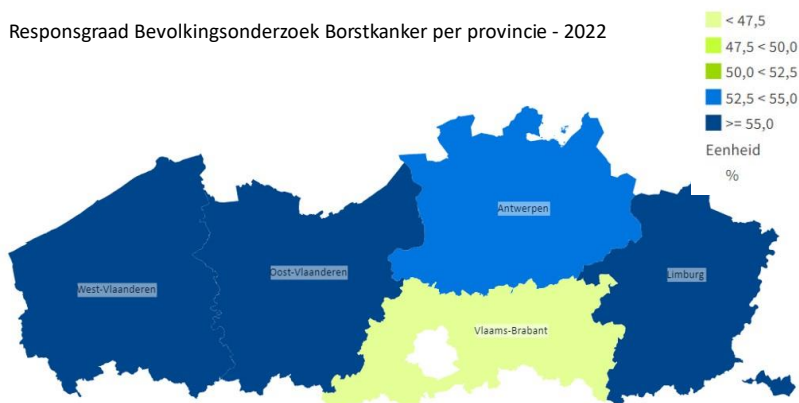 Responsgraad Bevolkingsonderzoek Borstkanker per provincie - 2022
< 47,5
47,5 < 50,0
50,0 < 52,5
52,5 < 55,0
>= 55,0
Eenheid
%
Antwerpen
West-Vlaanderen
Oost-Vlaanderen
Limburg
Vlaams-Brabant